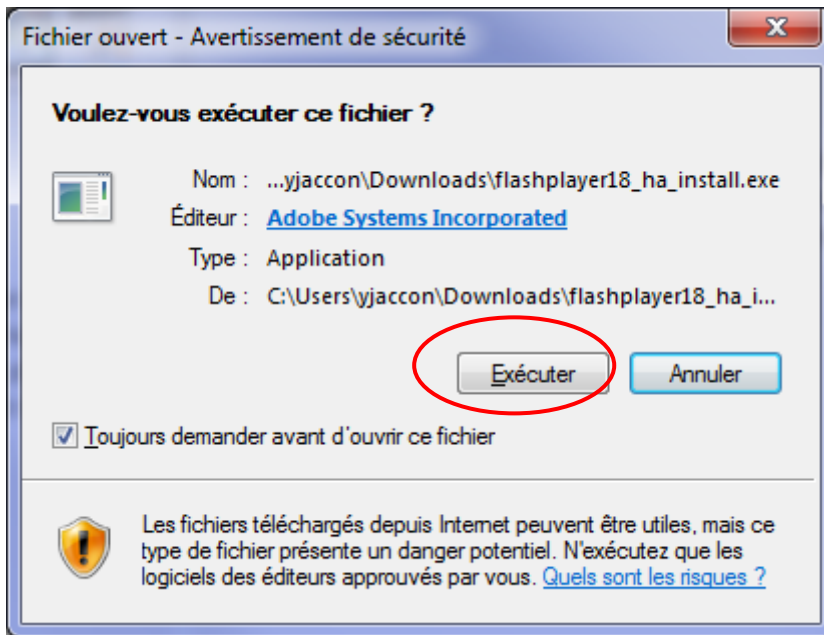 Fichier ouvert - Avertissement de sécurité
Voulez-vous exécuter ce fichier ?
Nom : ...yjaccon\Downloads\flashplayer18_ha_install.exe
Éditeur : Adobe Systems Incorporated
Type : Application
De : C:\Users\yjaccon\Downloads\flashplayer18_ha_i...
Exécuter Annuler
Toujours demander avant d'ouvrir ce fichier
Les fichiers téléchargés depuis Internet peuvent être utiles, mais ce
type de fichier présente un danger potentiel. N'exécutez que les
logiciels des éditeurs approuvés par vous. Quels sont les risques ?